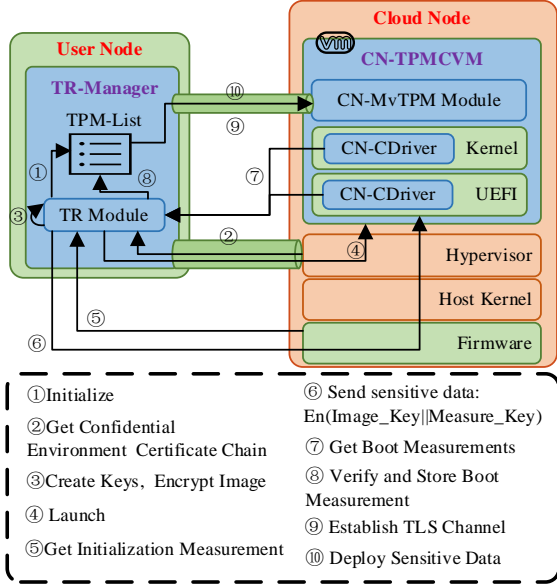 User Node
Cloud Node
vm
TR-Manager
CN-TPMCVM
TPM-List
⑩
CN-MvTPM Module
⑨
①
CN-CDriver
Kernel
⑧
⑦
CN-CDriver
UEFI
③
TR Module
②
④
Hypervisor
Host Kernel
⑤
⑥
Firmware
①Initialize
②Get Confidential
Environment Certificate Chain
③Create Keys, Encrypt Image
④ Launch
⑤Get Initialization Measurement
⑥ Send sensitive data:
En(Image_Key||Measure_Key)
⑦ Get Boot Measurements
⑧ Verify and Store Boot
Measurement
⑨ Establish TLS Channel
⑩ Deploy Sensitive Data